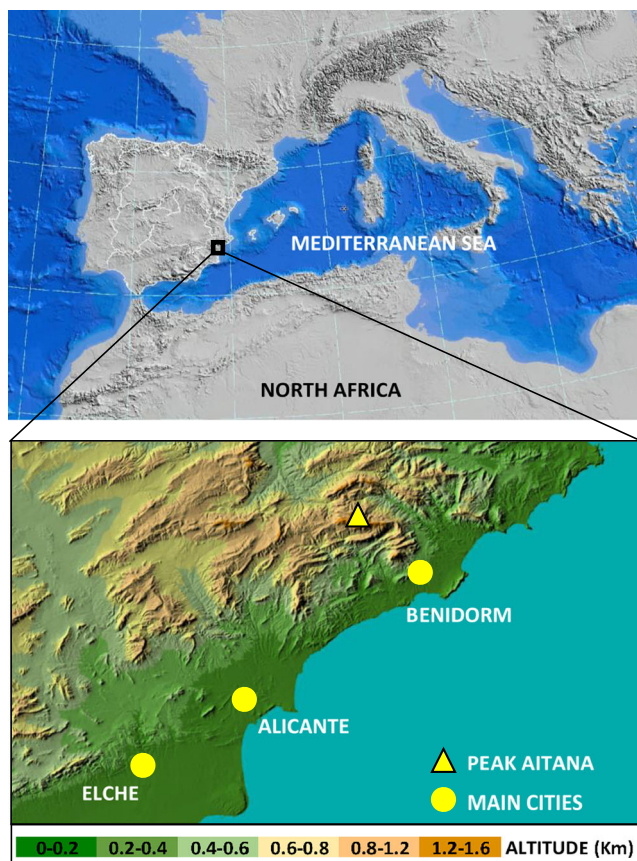 MEDITERRANEAN SEA
NORTH AFRICA
BENIDORM
ALICANTE
ELCHE
PEAK AITANA
MAIN CITIES
0-0.2 0.2-0.4 0.4-0.6 0.6-0.8 0.8-1.2 1.2-1.6 ALTITUDE (Km)